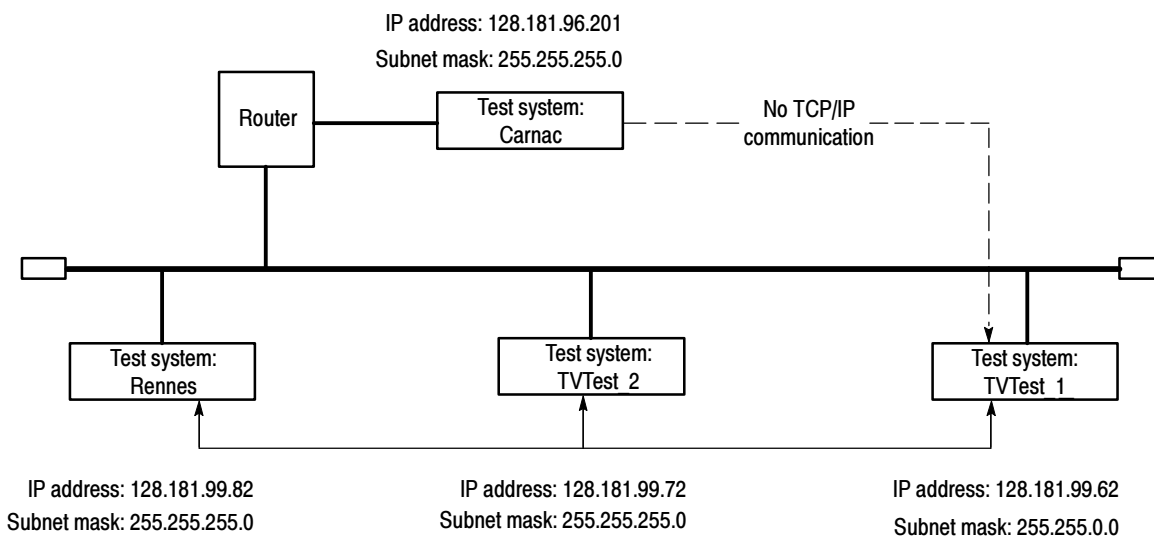 IP address: 128.181.96.201
Subnet mask: 255.255.255.0
Router
Test system:
Carnac
No TCP/IP
communication
Test system:
Rennes
Test system:
TVTest_2
Test system:
TVTest_1
IP address: 128.181.99.82
Subnet mask: 255.255.255.0
IP address: 128.181.99.72
Subnet mask: 255.255.255.0
IP address: 128.181.99.62
Subnet mask: 255.255.0.0